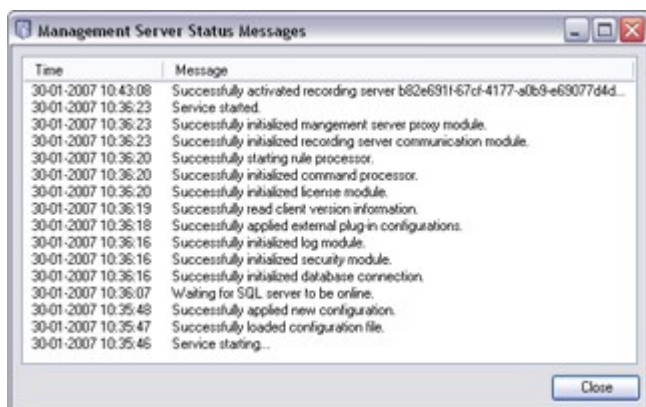 Management Server Status Messages
Time Message
30-01-2007 10:43:08 Successfully activated recording server b82e691f-67cf-4177-a0b9-e69077d4d...
30-01-2007 10:36:23 Service started.
30-01-2007 10:36:23 Successfully initialized mangement server proxy module.
30-01-2007 10:36:23 Successfully initialized recording server communication module.
30-01-2007 10:36:20 Successfully starting rule processor.
30-01-2007 10:36:20 Successfully initialized command processor.
30-01-2007 10:36:20 Successfully initialized license module.
30-01-2007 10:36:19 Successfully read client version information.
30-01-2007 10:36:18 Successfully applied external plug-in configurations.
30-01-2007 10:36:16 Successfully initialized log module.
30-01-2007 10:36:16 Successfully initialized security module.
30-01-2007 10:36:16 Successfully initialized database connection.
30-01-2007 10:36:07 Waiting for SQL server to be online.
30-01-2007 10:35:48 Successfully applied new configuration.
30-01-2007 10:35:47 Successfully loaded configuration file.
30-01-2007 10:35:46 Service starting...
Close